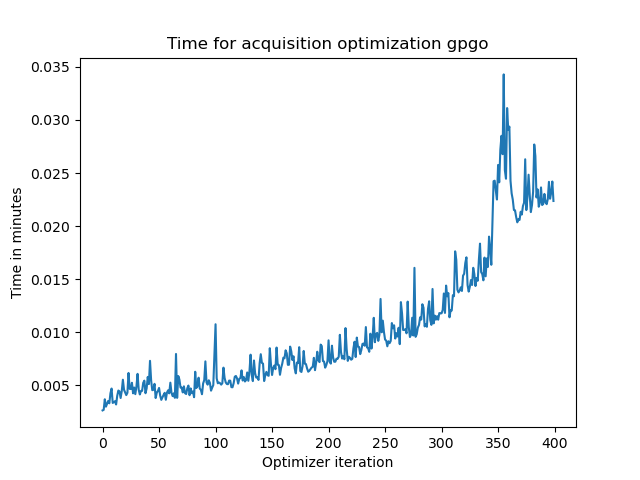 Time for acquisition optimization gpgo
0.035
0.030
0.025
0.020
0.015
0.010
0.005
Time in minutes
0 50 100 150 200 250 300 350 400
Optimizer iteration